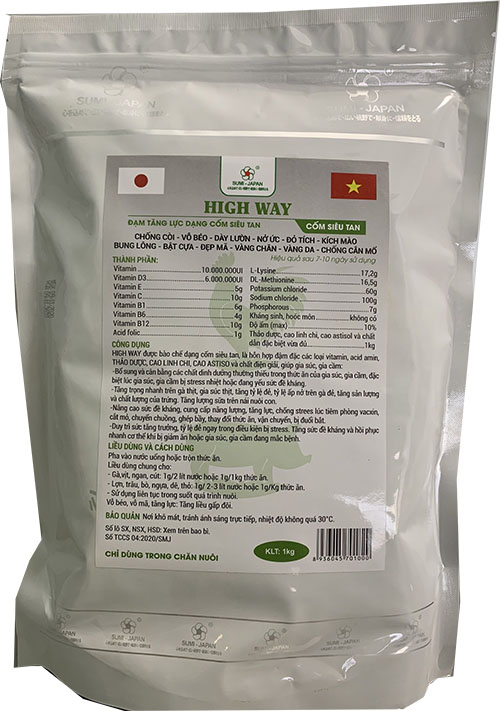 SUMI - JAPAN
SUMI - JAPAN
SUMI - JAPAN
HIGH WAY
ĐẠM TĂNG LỰC DẠNG CỐM SIÊU TAN
CỐM SIÊU TAN
CHỐNG CÒI - VỖ BÉO - DÀY LƯỜN - NỞ ỨC - ĐỎ TÍCH - KÍCH MÀO
BUNG LÔNG - BẬT CỰA - ĐẸP MÃ - VÀNG CHÂN - VÀNG DA - CHỐNG CẮN MỔ
THÀNH PHẦN:
Hiệu quả sau 7-10 ngày sử dụng
Vitamin 10.000.000UI
Vitamin D3 6.000.000UI
Vitamin E 5g
Vitamin C 10g
Vitamin B1 6g
Vitamin B6 4g
Vitamin B12 10g
Acid folic 1g
L-Lysine 17,2g
DL-Methionine 16,5g
Potassium chloride 60g
Sodium chloride 100g
Phosphorous 7g
Kháng sinh, hoóc môn không có
Độ ẩm (max) 10%
Thảo dược, cao linh chi, cao astisol và chất
dẫn đặc biệt vừa đủ 1kg
CÔNG DỤNG
HIGH WAY được bào chế dạng cốm siêu tan, là hỗn hợp đậm đặc các loại vitamin, acid amin,
THẢO DƯỢC, CAO LINH CHI, CAO ASTISO và chất điện giải, giúp gia súc, gia cầm:
-Bổ sung và cân bằng các chất dinh dưỡng thường thiếu trong thức ăn của gia súc, gia cầm, đặc
biệt lúc gia súc, gia cầm bị stress nhiệt hoặc đang yếu sức đề kháng.
-Tăng trọng nhanh trên gà thịt, gia súc thịt, tăng tỷ lệ đẻ, tỷ lệ ấp nở trên gà đẻ, tăng sản lượng
và chất lượng của trứng. Tăng lượng sữa trên nái nuôi con.
-Nâng cao sức đề kháng, cung cấp năng lượng, tăng lực, chống stress lúc tiêm phòng vacxin,
cắt mỏ, chuyển chuồng, ghép bầy, thay đổi thức ăn, vận chuyển, bị đuổi bắt.
-Duy trì sức tăng trưởng, tỷ lệ đẻ ngay trong điều kiện bị stress. Tăng sức đề kháng và hồi phục
nhanh cơ thể khi bị giảm ăn hoặc gia súc, gia cầm đang mắc bệnh.
LIỀU DÙNG VÀ CÁCH DÙNG
Pha vào nước uống hoặc trộn thức ăn.
Liều dùng chung cho:
- Gà,vịt, ngan, cút: 1g/2 lít nước hoặc 1g/1kg thức ăn.
- Lợn, trâu, bò, ngựa, dê, thỏ: 1g/ 2-3 lít nước hoặc 1g/Kg thức ăn.
- Sử dụng liên tục trong suốt quá trình nuôi.
Vỗ béo, vỗ mã, tăng lực: Tăng liều gấp đôi.
BẢO QUẢN Nơi khô mát, tránh ánh sáng trực tiếp, nhiệt độ không quá 30°C.
Số lô SX, NSX, HSD: Xem trên bao bì.
Số TCCS 04:2020/SMJ
CHỈ DÙNG TRONG CHĂN NUÔI
KLT: 1kg
8 936045 701000
SUMI - JAPAN
SUMI - JAPAN